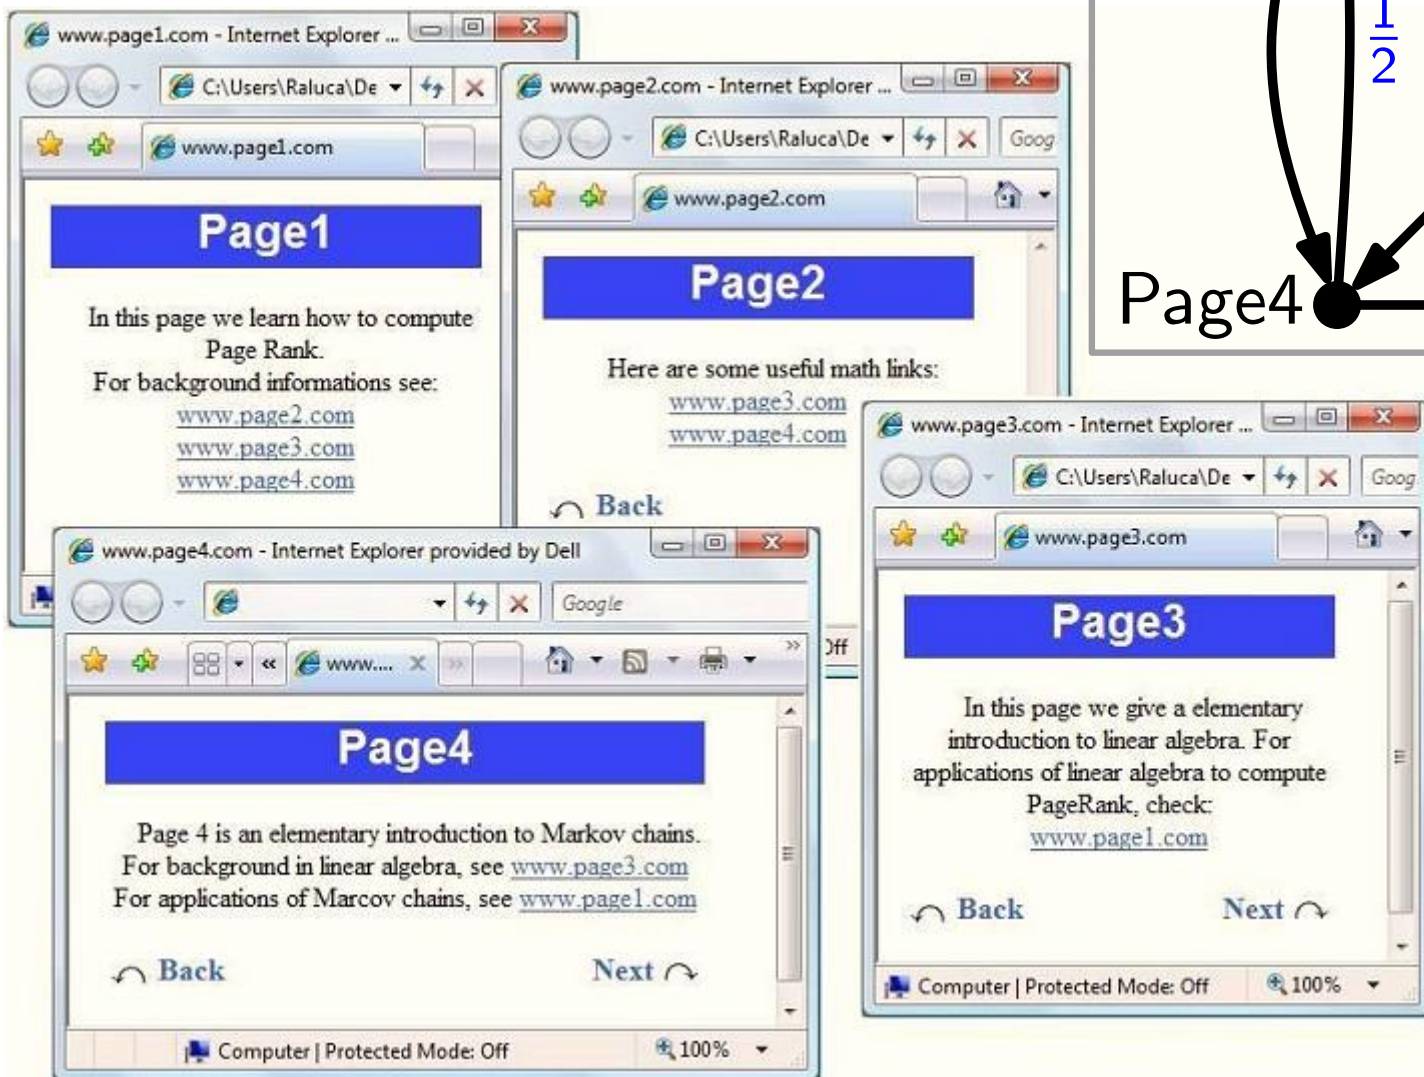 www.page1.com - Internet Explorer ...
C:\Users\Raluca\De
www.page1.com
Page1
In this page we learn how to compute
Page Rank.
For background informations see:
www.page2.com
www.page3.com
www.page4.com
www.page2.com - Internet Explorer ...
C:\Users\Raluca\De
Goog
www.page2.com
Page2
Here are some useful math links:
www.page3.com
www.page4.com
Back
1
2
Page4
www.page3.com - Internet Explorer ...
C:\Users\Raluca\De
Goog
www.page3.com
Page3
In this page we give a elementary
introduction to linear algebra. For
applications of linear algebra to compute
PageRank, check:
www.page1.com
Back Next
Computer | Protected Mode: Off 100%
www.page4.com - Internet Explorer provided by Dell
Google
www....
Page4
Page 4 is an elementary introduction to Markov chains.
For background in linear algebra, see www.page3.com
For applications of Marcov chains, see www.page1.com
Back Next
Computer | Protected Mode: Off 100%
Off